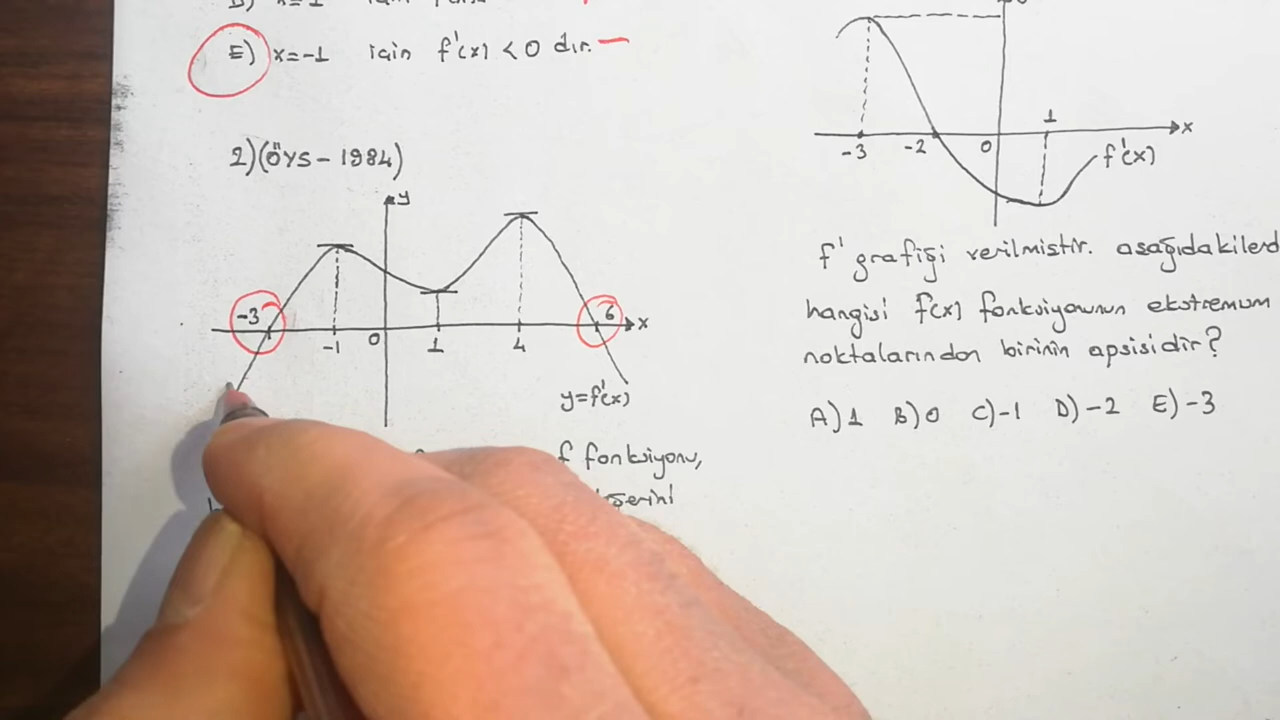 E) x=-1 için f'(x) < 0 dır.
2) (ÖYS - 1984)
y
-3
-1
0
1
4
6
x
y=f'(x)
f fonksiyonu,
-3
-2
0
1
x
f'(x)
f' grafiği verilmiştir. aşağıdakilerd
hangisi f(x) fonksiyonunun ekstremum
noktalarından birinin apsisidir?
A) 1 B) 0 C) -1 D) -2 E) -3